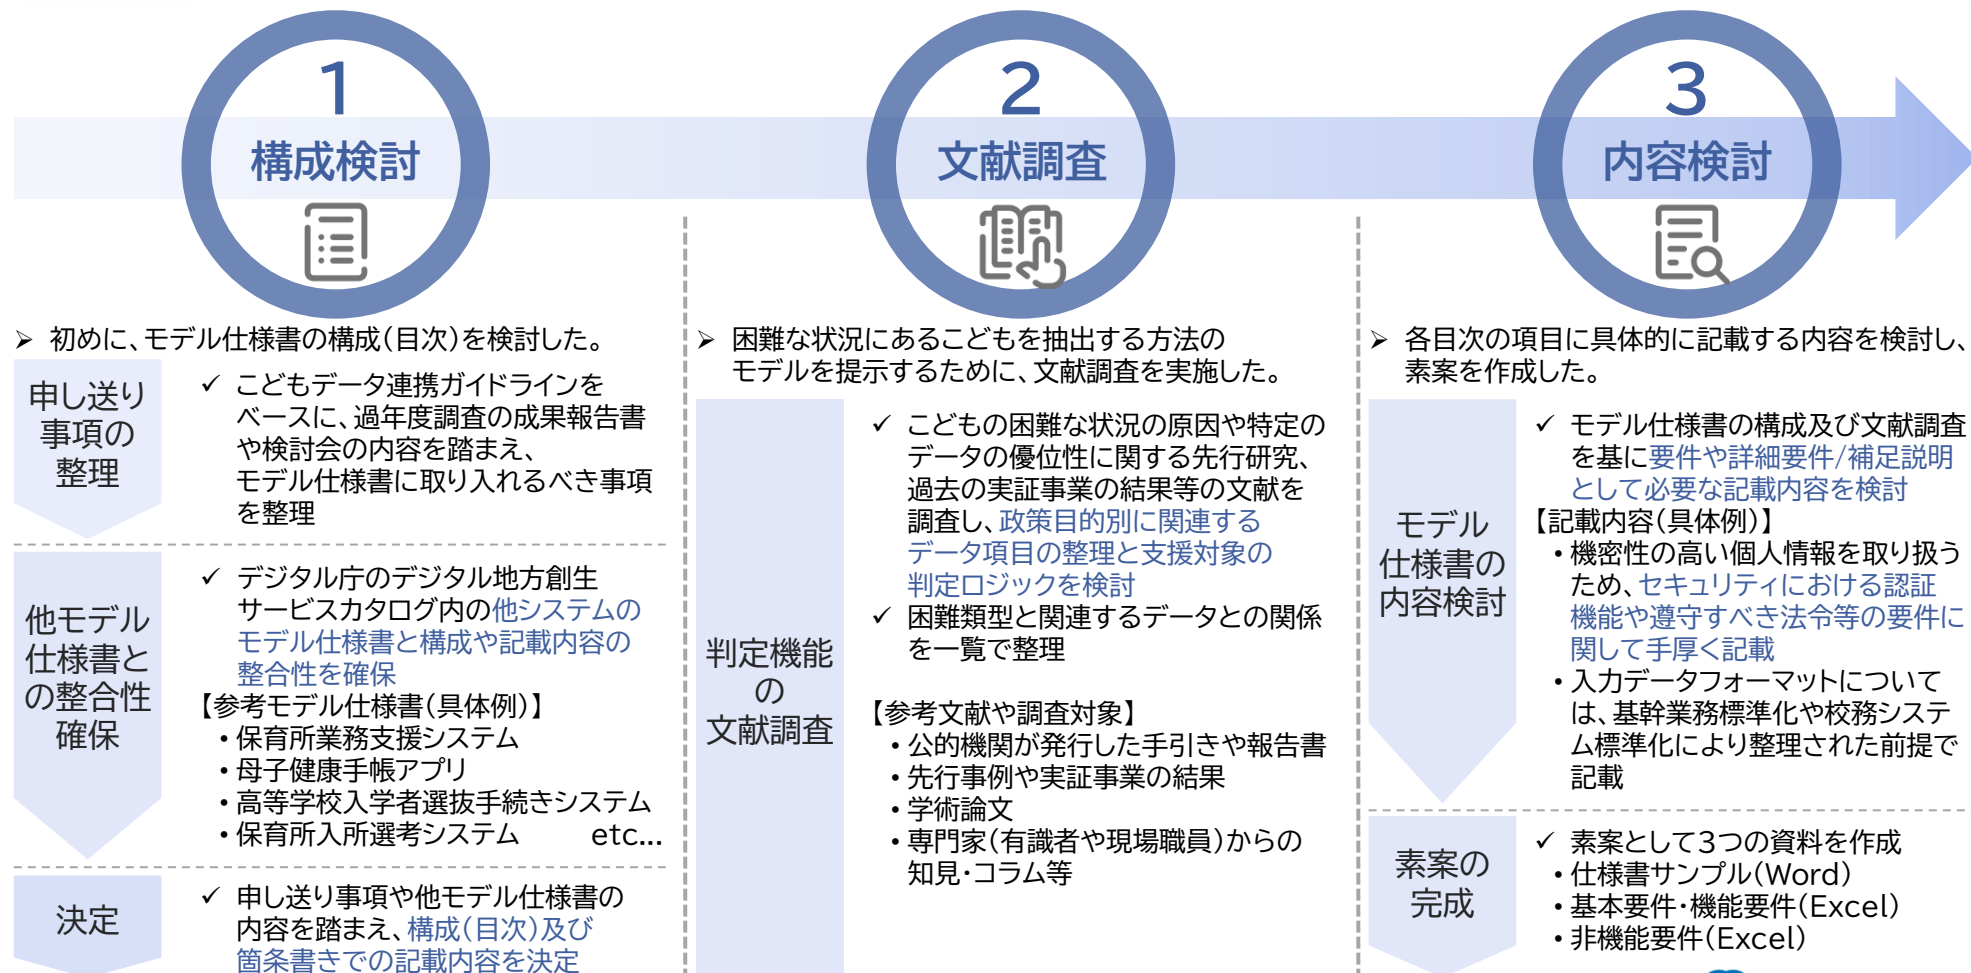 1
構成検討
➢ 初めに、モデル仕様書の構成（目次）を検討した。
申し送り
事項の
整理
✓ こどもデータ連携ガイドラインを
ベースに、過年度調査の成果報告書
や検討会の内容を踏まえ、
モデル仕様書に取り入れるべき事項
を整理
他モデル
仕様書と
の整合性
確保
✓ デジタル庁のデジタル地方創生
サービスカタログ内の他システムの
モデル仕様書と構成や記載内容の
整合性を確保
【参考モデル仕様書（具体例）】
• 保育所業務支援システム
• 母子健康手帳アプリ
• 高等学校入学者選抜手続きシステム
• 保育所入所選考システム etc...
決定
✓ 申し送り事項や他モデル仕様書の
内容を踏まえ、構成（目次）及び
箇条書きでの記載内容を決定
2
文献調査
➢ 困難な状況にあるこどもを抽出する方法の
モデルを提示するために、文献調査を実施した。
判定機能
の
文献調査
✓ こどもの困難な状況の原因や特定の
データの優位性に関する先行研究、
過去の実証事業の結果等の文献を
調査し、政策目的別に関連する
データ項目の整理と支援対象の
判定ロジックを検討
✓ 困難類型と関連するデータとの関係
を一覧で整理
【参考文献や調査対象】
• 公的機関が発行した手引きや報告書
• 先行事例や実証事業の結果
• 学術論文
• 専門家（有識者や現場職員）からの
知見・コラム等
3
内容検討
➢ 各目次の項目に具体的に記載する内容を検討し、
素案を作成した。
モデル
仕様書の
内容検討
✓ モデル仕様書の構成及び文献調査
を基に要件や詳細要件/補足説明
として必要な記載内容を検討
【記載内容（具体例）】
• 機密性の高い個人情報を取り扱う
ため、セキュリティにおける認証
機能や遵守すべき法令等の要件に
関して手厚く記載
• 入力データフォーマットについて
は、基幹業務標準化や校務システ
ム標準化により整理された前提で
記載
素案の
完成
✓ 素案として3つの資料を作成
• 仕様書サンプル（Word）
• 基本要件・機能要件（Excel）
• 非機能要件（Excel）